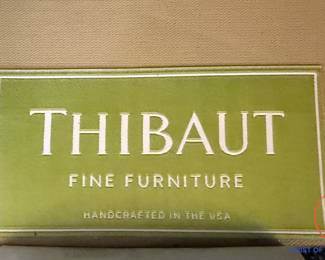 THIBAUT
FINE FURNITURE
HANDCRAFTED IN THE USA